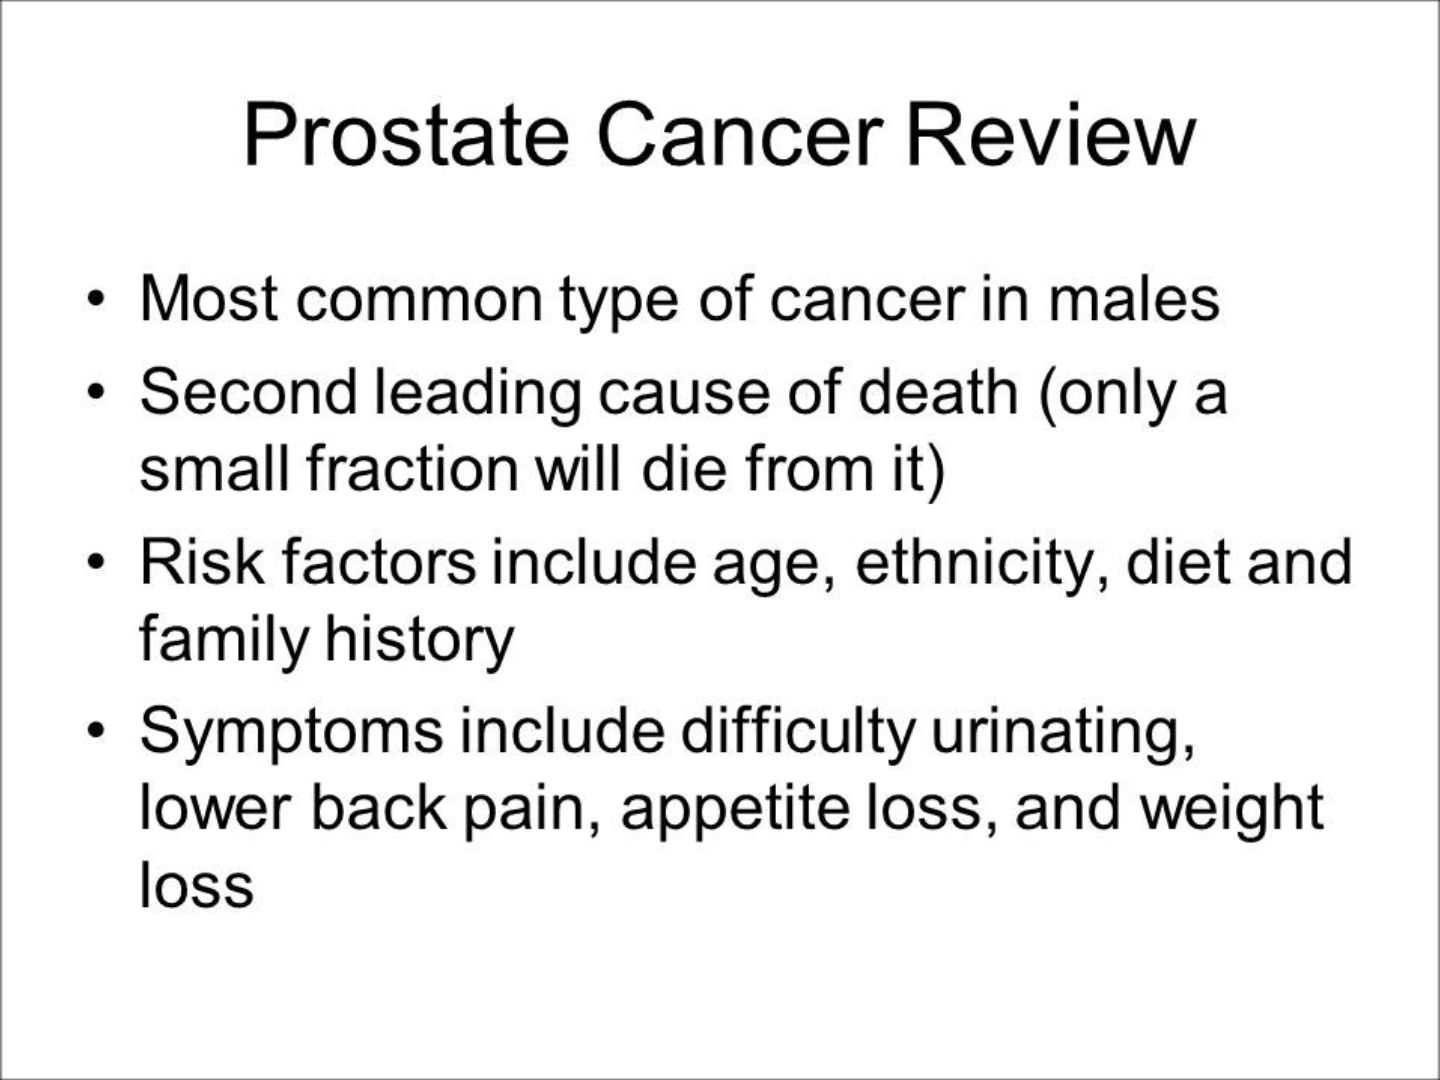 Prostate Cancer Review
• Most common type of cancer in males
• Second leading cause of death (only a
small fraction will die from it)
• Risk factors include age, ethnicity, diet and
family history
• Symptoms include difficulty urinating,
lower back pain, appetite loss, and weight
loss